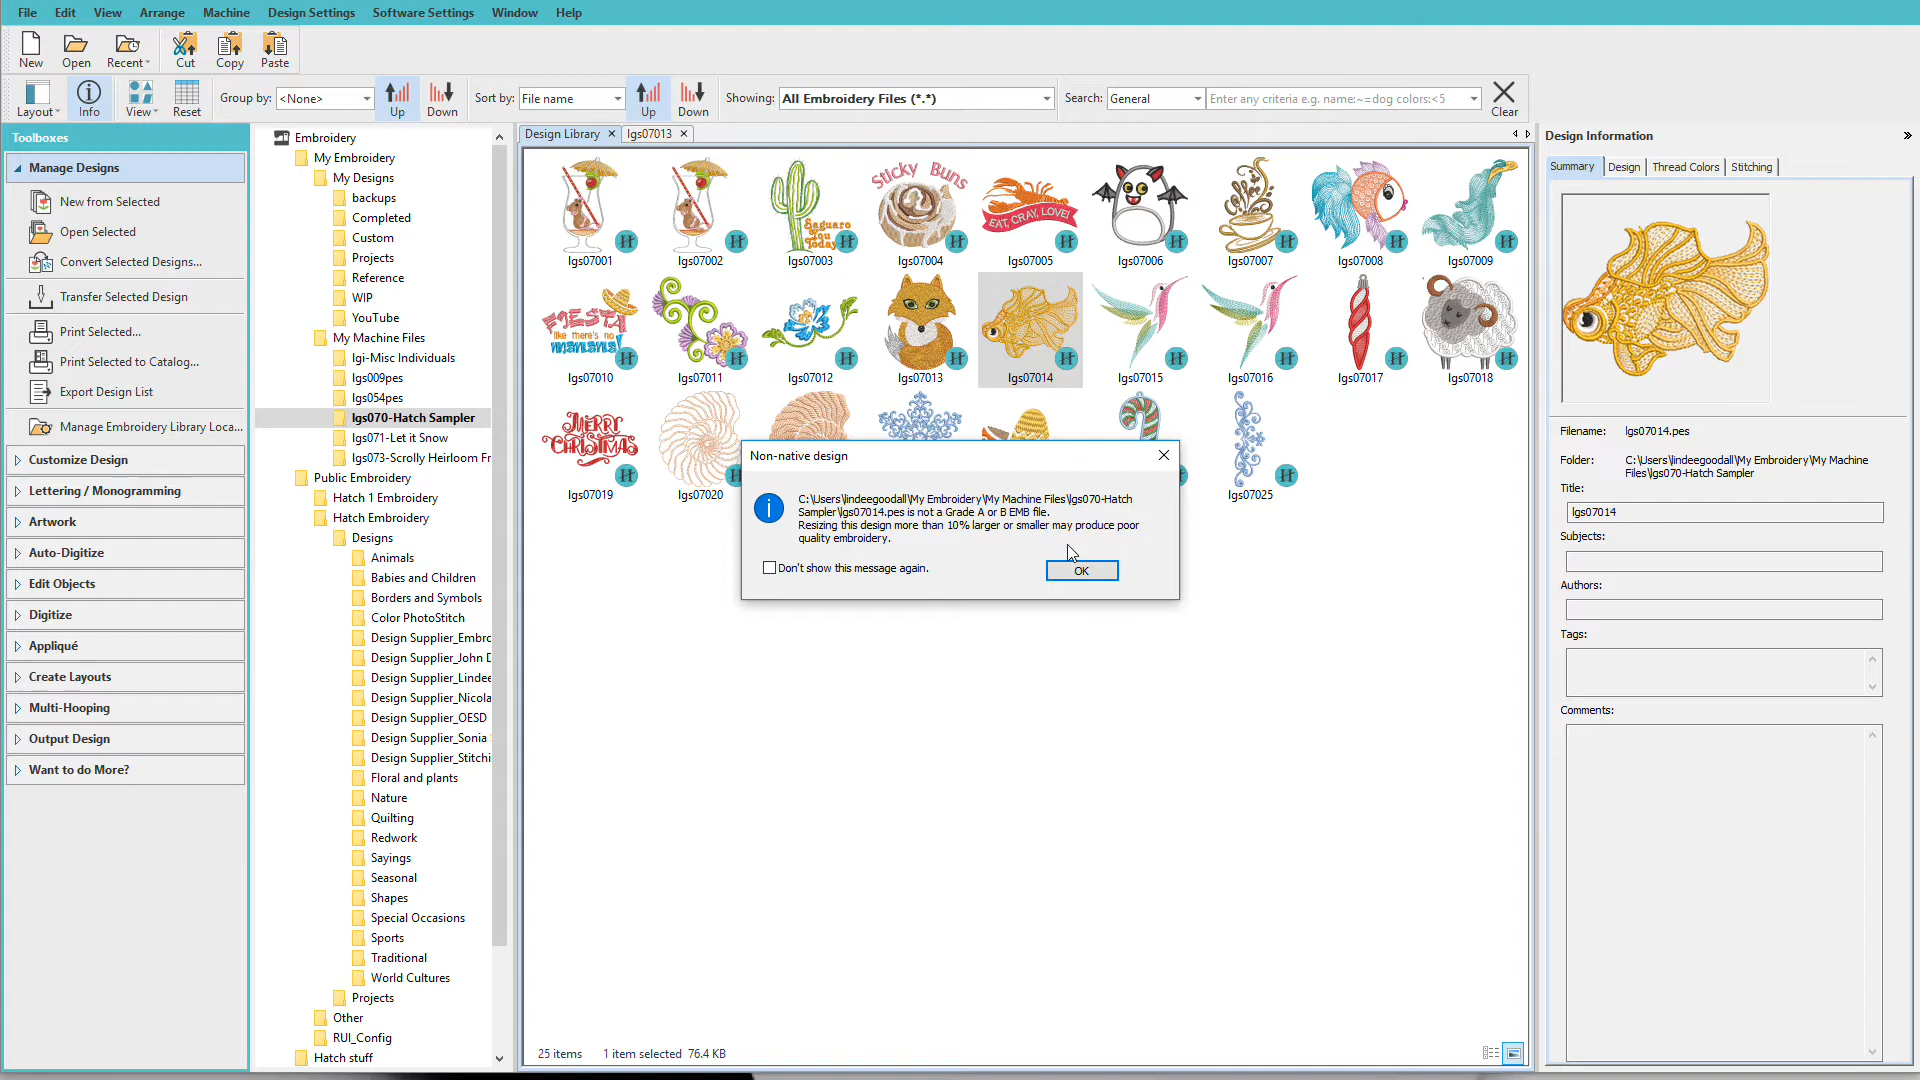 File Edit View Arrange Machine Design Settings Software Settings Window Help
New Open Recent Cut Copy Paste
Layout Info View Reset Group by: <None> Up Down Sort by: File name Up Down Showing: All Embroidery Files (*.*) Search: General Enter any criteria e.g. name:~=dog colors:<5 Clear
Toolboxes
Manage Designs
New from Selected
Open Selected
Convert Selected Designs...
Transfer Selected Design
Print Selected...
Print Selected to Catalog...
Export Design List
Manage Embroidery Library Loca...
Customize Design
Lettering / Monogramming
Artwork
Auto-Digitize
Edit Objects
Digitize
Appliqué
Create Layouts
Multi-Hooping
Output Design
Want to do More?
Embroidery
My Embroidery
My Designs
backups
Completed
Custom
Projects
Reference
WIP
YouTube
My Machine Files
lgi-Misc Individuals
lgs009pes
lgs054pes
lgs070-Hatch Sampler
lgs071-Let it Snow
lgs073-Scrolly Heirloom Fr
Public Embroidery
Hatch 1 Embroidery
Hatch Embroidery
Designs
Animals
Babies and Children
Borders and Symbols
Color PhotoStitch
Design Supplier_Embro
Design Supplier_John D
Design Supplier_Lindee
Design Supplier_Nicola
Design Supplier_OESD
Design Supplier_Sonia
Design Supplier_Stitchi
Floral and plants
Nature
Quilting
Redwork
Sayings
Seasonal
Shapes
Special Occasions
Sports
Traditional
World Cultures
Projects
Other
RUI_Config
Hatch stuff
Design Library lgs07013
Saguaro
You
Today
Sticky Buns
EAT, CRAY, LOVE!
Coffee
lgs07001 lgs07002 lgs07003 lgs07004 lgs07005 lgs07006 lgs07007 lgs07008 lgs07009
FIESTA
like there's no
mañana!
lgs07010 lgs07011 lgs07012 lgs07013 lgs07014 lgs07015 lgs07016 lgs07017 lgs07018
MERRY
CHRISTMAS
lgs07019 lgs07020 lgs07025
Non-native design
C:\Users\lindeegoodall\My Embroidery\My Machine Files\lgs070-Hatch
Sampler\lgs07014.pes is not a Grade A or B EMB file.
Resizing this design more than 10% larger or smaller may produce poor
quality embroidery.
Don't show this message again. OK
25 items 1 item selected 76.4 KB
Design Information
Summary Design Thread Colors Stitching
Filename: lgs07014.pes
Folder: C:\Users\lindeegoodall\My Embroidery\My Machine
Files\lgs070-Hatch Sampler
Title:
lgs07014
Subjects:
Authors:
Tags:
Comments: